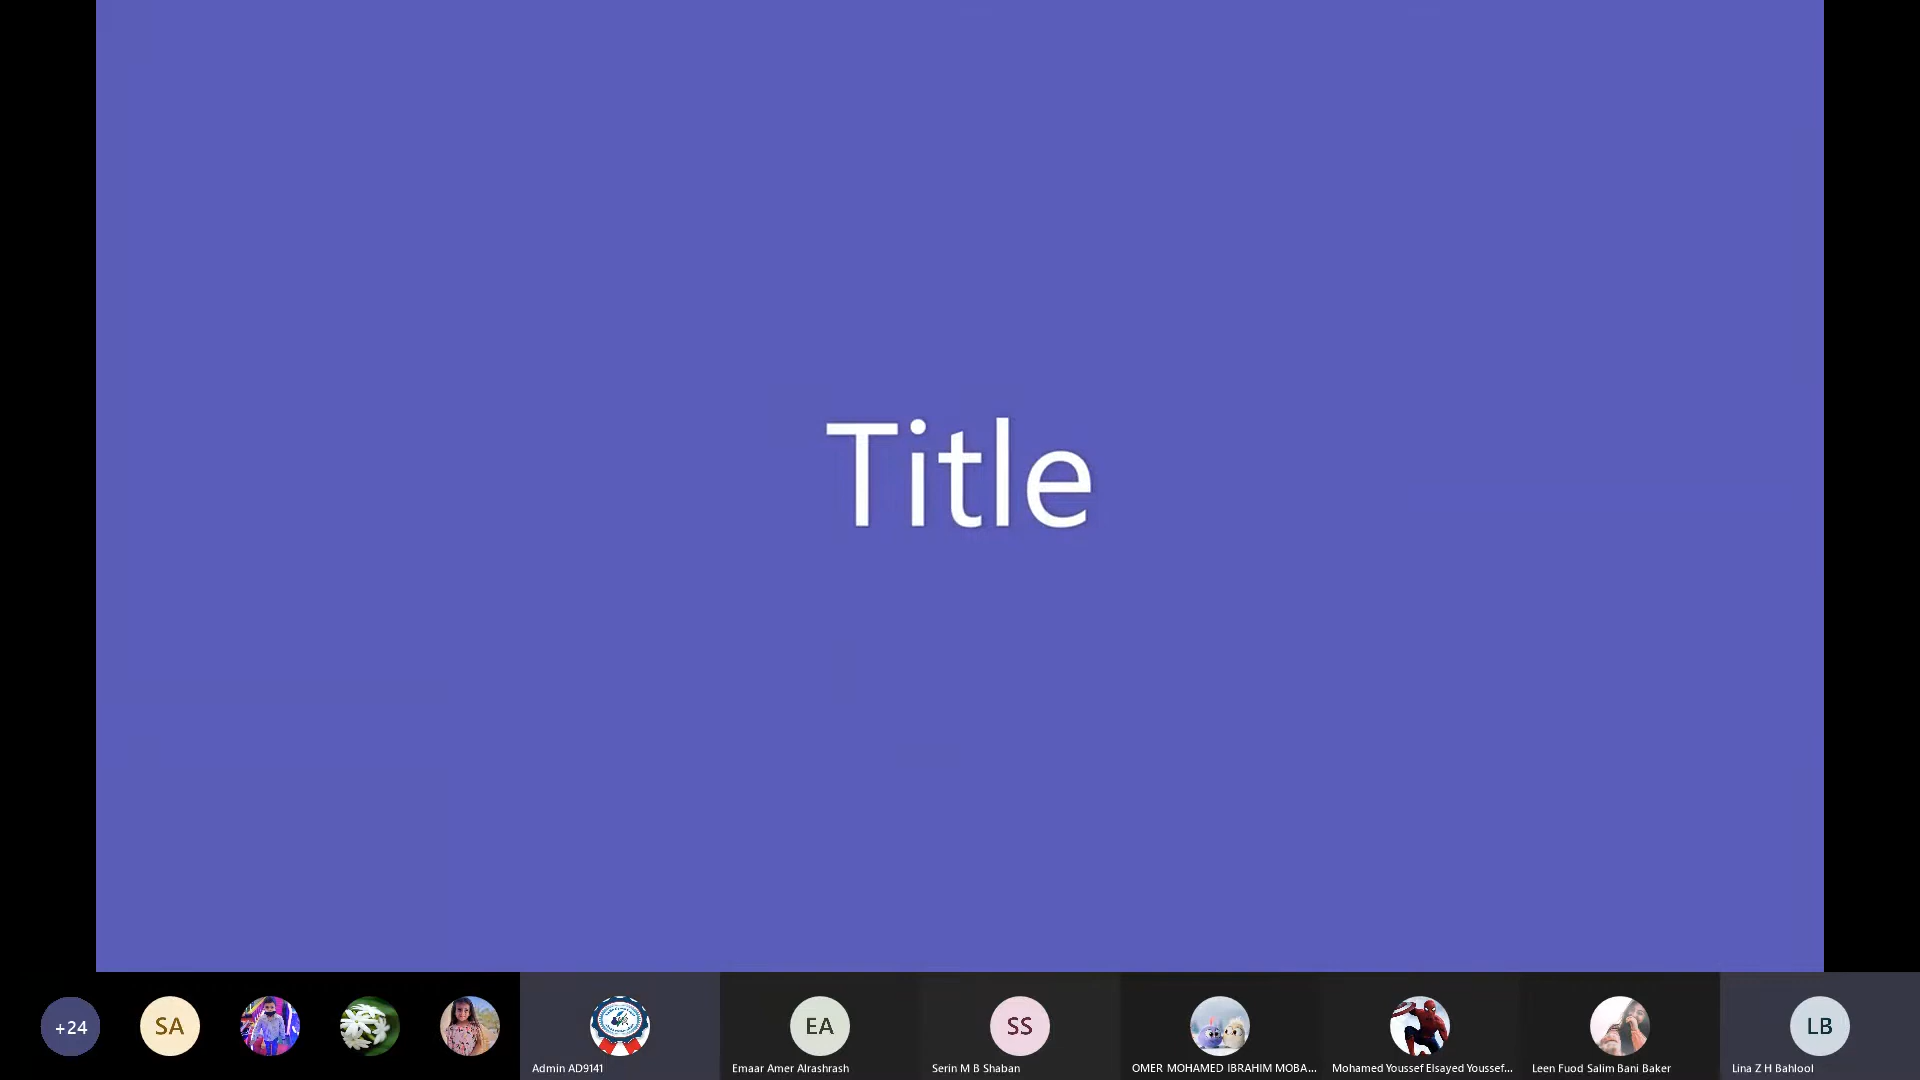 Title
+24
SA
EA
SS
LB
Admin AD9141
Emaar Amer Alrashrash
Serin M B Shaban
OMER MOHAMED IBRAHIM MOBA...
Mohamed Youssef Elsayed Youssef...
Leen Fuod Salim Bani Baker
Lina Z H Bahlool